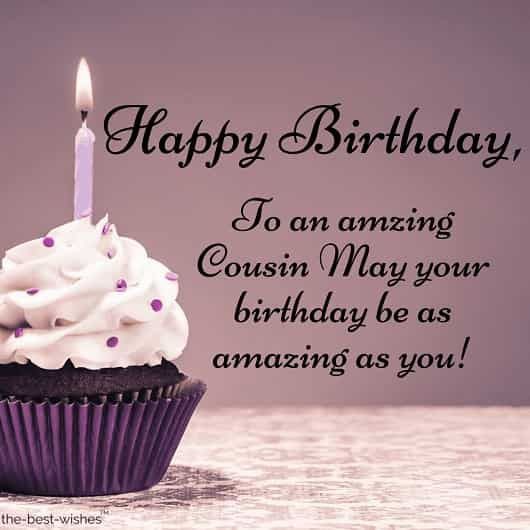 Happy Birthday,
To an amzing
Cousin May your
birthday be as
amazing as you!
the-best-wishes™